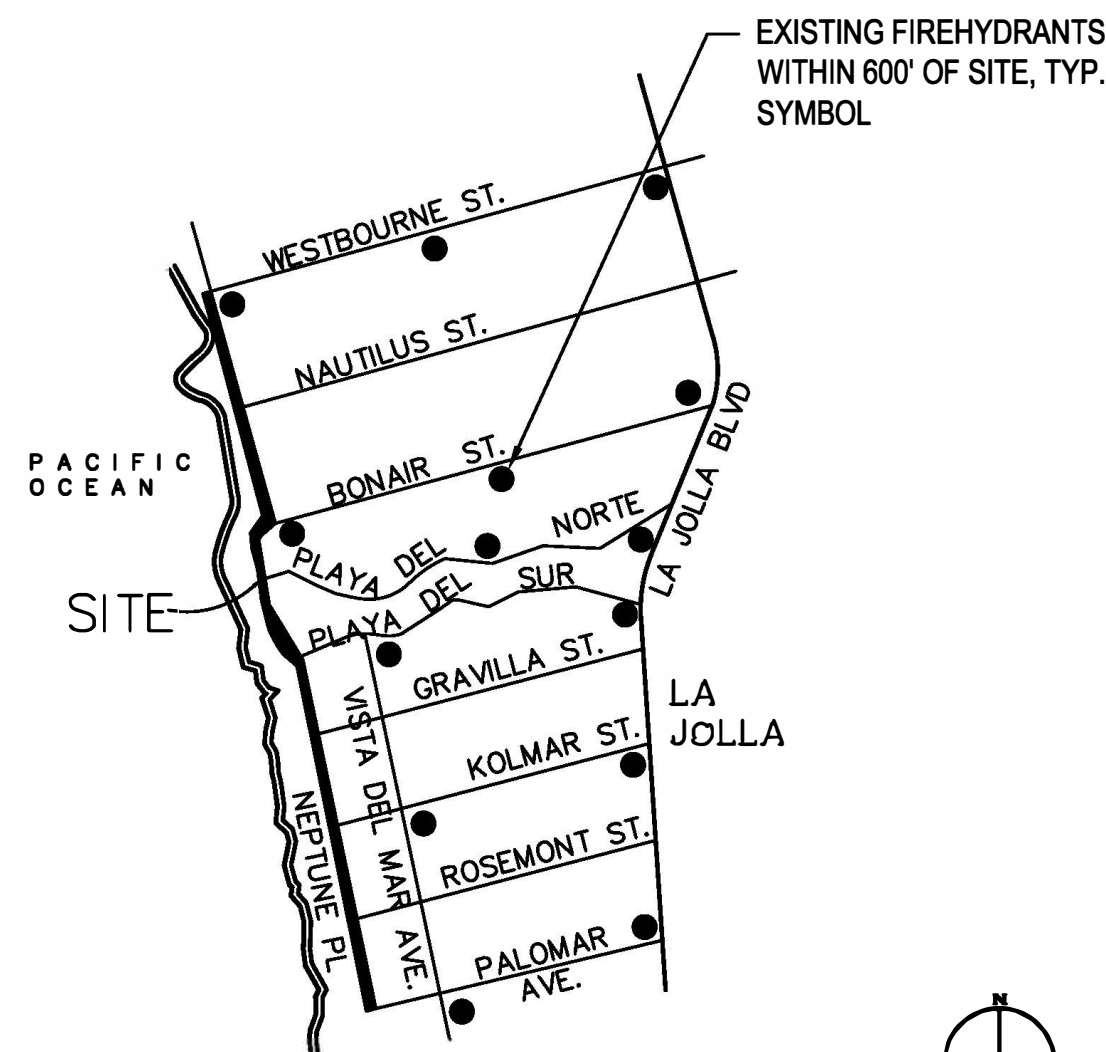 EXISTING FIREHYDRANTS
WITHIN 600' OF SITE, TYP.
SYMBOL
WESTBOURNE ST.
NAUTILUS ST.
BONAIR ST.
PACIFIC
OCEAN
PLAYA DEL NORTE
LA JOLLA BLVD
SITE
PLAYA DEL SUR
GRAVILLA ST.
LA
JOLLA
VISTA DEL MAR AVE.
KOLMAR ST.
NEPTUNE PL
ROSEMONT ST.
PALOMAR
AVE.
N